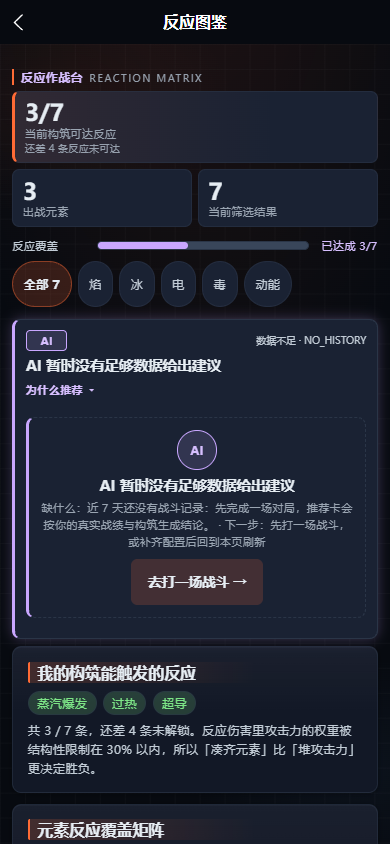 反应图鉴
反应作战台 REACTION MATRIX
3/7
当前构筑可达反应
还差 4 条反应未可达
3
出战元素
7
当前筛选结果
反应覆盖
已达成 3/7
全部 7
焰
冰
电
毒
动能
AI
数据不足 · NO_HISTORY
AI 暂时没有足够数据给出建议
为什么推荐
AI
AI 暂时没有足够数据给出建议
缺什么：近 7 天还没有战斗记录：先完成一场对局，推荐卡会
按你的真实战绩与构筑生成结论。 · 下一步：先打一场战斗，
或补齐配置后回到本页刷新
去打一场战斗 →
我的构筑能触发的反应
蒸汽爆发
过热
超导
共 3 / 7 条，还差 4 条未解锁。反应伤害里攻击力的权重被
结构性限制在 30% 以内，所以「凑齐元素」比「堆攻击力」
更决定胜负。
元素反应覆盖矩阵